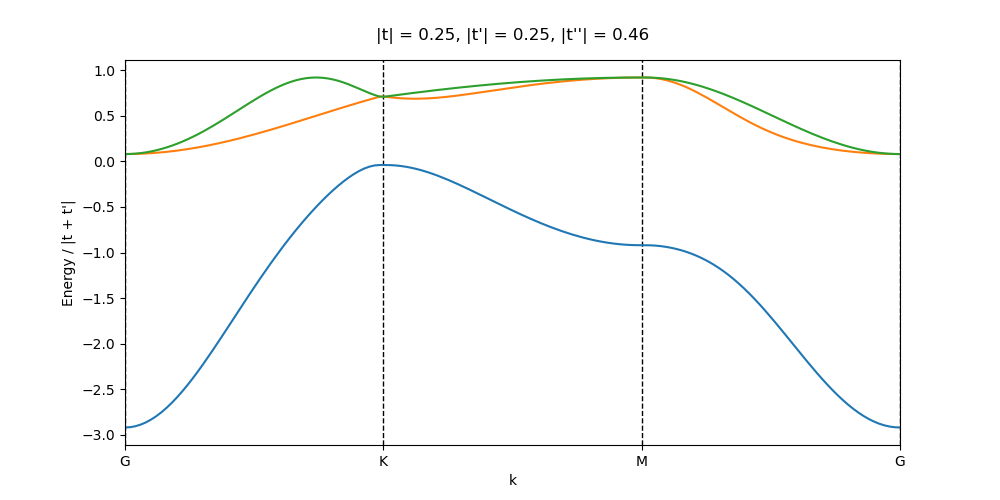 |t| = 0.25, |t'| = 0.25, |t''| = 0.46
1.0
0.5
0.0
−0.5
−1.0
−1.5
−2.0
−2.5
−3.0
Energy / |t + t'|
G K M G
k